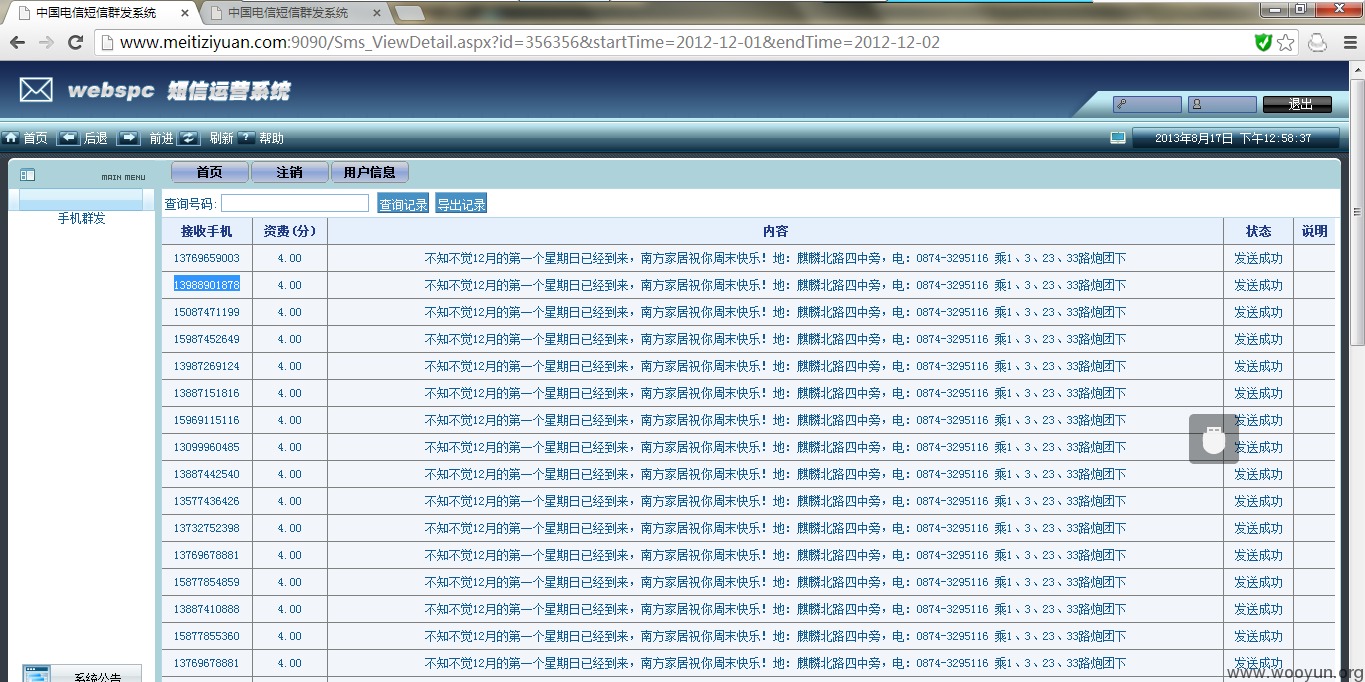 中国电信短信群发系统
中国电信短信群发系统
www.meitiziyuan.com:9090/Sms_ViewDetail.aspx?id=356356&startTime=2012-12-01&endTime=2012-12-02
webspc 短信运营系统
退出
首页 后退 前进 刷新 ? 帮助
2013年8月17日 下午12:58:37
MAIN MENU
首页 注销 用户信息
手机群发
查询号码: 查询记录 导出记录
接收手机 资费(分) 内容 状态 说明
13769659003 4.00 不知不觉12月的第一个星期日已经到来，南方家居祝你周末快乐！地：麒麟北路四中旁，电：0874-3295116 乘1、3、23、33路炮团下 发送成功
13988901878 4.00 不知不觉12月的第一个星期日已经到来，南方家居祝你周末快乐！地：麒麟北路四中旁，电：0874-3295116 乘1、3、23、33路炮团下 发送成功
15087471199 4.00 不知不觉12月的第一个星期日已经到来，南方家居祝你周末快乐！地：麒麟北路四中旁，电：0874-3295116 乘1、3、23、33路炮团下 发送成功
15987452649 4.00 不知不觉12月的第一个星期日已经到来，南方家居祝你周末快乐！地：麒麟北路四中旁，电：0874-3295116 乘1、3、23、33路炮团下 发送成功
13987269124 4.00 不知不觉12月的第一个星期日已经到来，南方家居祝你周末快乐！地：麒麟北路四中旁，电：0874-3295116 乘1、3、23、33路炮团下 发送成功
13887151816 4.00 不知不觉12月的第一个星期日已经到来，南方家居祝你周末快乐！地：麒麟北路四中旁，电：0874-3295116 乘1、3、23、33路炮团下 发送成功
15969115116 4.00 不知不觉12月的第一个星期日已经到来，南方家居祝你周末快乐！地：麒麟北路四中旁，电：0874-3295116 乘1、3、23、33路炮团下 发送成功
13099960485 4.00 不知不觉12月的第一个星期日已经到来，南方家居祝你周末快乐！地：麒麟北路四中旁，电：0874-3295116 乘1、3、23、33路炮团下 发送成功
13887442540 4.00 不知不觉12月的第一个星期日已经到来，南方家居祝你周末快乐！地：麒麟北路四中旁，电：0874-3295116 乘1、3、23、33路炮团下 发送成功
13577436426 4.00 不知不觉12月的第一个星期日已经到来，南方家居祝你周末快乐！地：麒麟北路四中旁，电：0874-3295116 乘1、3、23、33路炮团下 发送成功
13732752398 4.00 不知不觉12月的第一个星期日已经到来，南方家居祝你周末快乐！地：麒麟北路四中旁，电：0874-3295116 乘1、3、23、33路炮团下 发送成功
13769678881 4.00 不知不觉12月的第一个星期日已经到来，南方家居祝你周末快乐！地：麒麟北路四中旁，电：0874-3295116 乘1、3、23、33路炮团下 发送成功
15877854859 4.00 不知不觉12月的第一个星期日已经到来，南方家居祝你周末快乐！地：麒麟北路四中旁，电：0874-3295116 乘1、3、23、33路炮团下 发送成功
13887410888 4.00 不知不觉12月的第一个星期日已经到来，南方家居祝你周末快乐！地：麒麟北路四中旁，电：0874-3295116 乘1、3、23、33路炮团下 发送成功
15877855360 4.00 不知不觉12月的第一个星期日已经到来，南方家居祝你周末快乐！地：麒麟北路四中旁，电：0874-3295116 乘1、3、23、33路炮团下 发送成功
13769678881 4.00 不知不觉12月的第一个星期日已经到来，南方家居祝你周末快乐！地：麒麟北路四中旁，电：0874-3295116 乘1、3、23、33路炮团下 发送成功
系统公告
www.wooyun.org